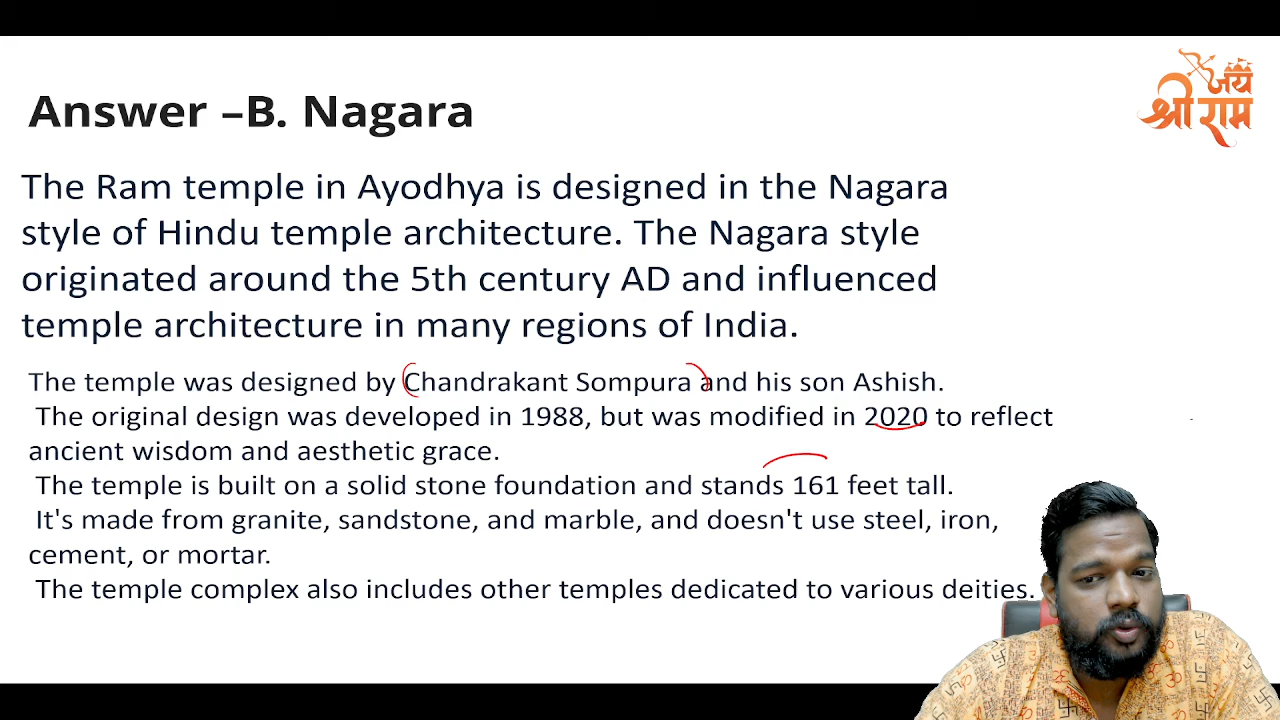 जय
श्री राम
Answer –B. Nagara
The Ram temple in Ayodhya is designed in the Nagara
style of Hindu temple architecture. The Nagara style
originated around the 5th century AD and influenced
temple architecture in many regions of India.
The temple was designed by Chandrakant Sompura and his son Ashish.
The original design was developed in 1988, but was modified in 2020 to reflect
ancient wisdom and aesthetic grace.
The temple is built on a solid stone foundation and stands 161 feet tall.
It's made from granite, sandstone, and marble, and doesn't use steel, iron,
cement, or mortar.
The temple complex also includes other temples dedicated to various deities.